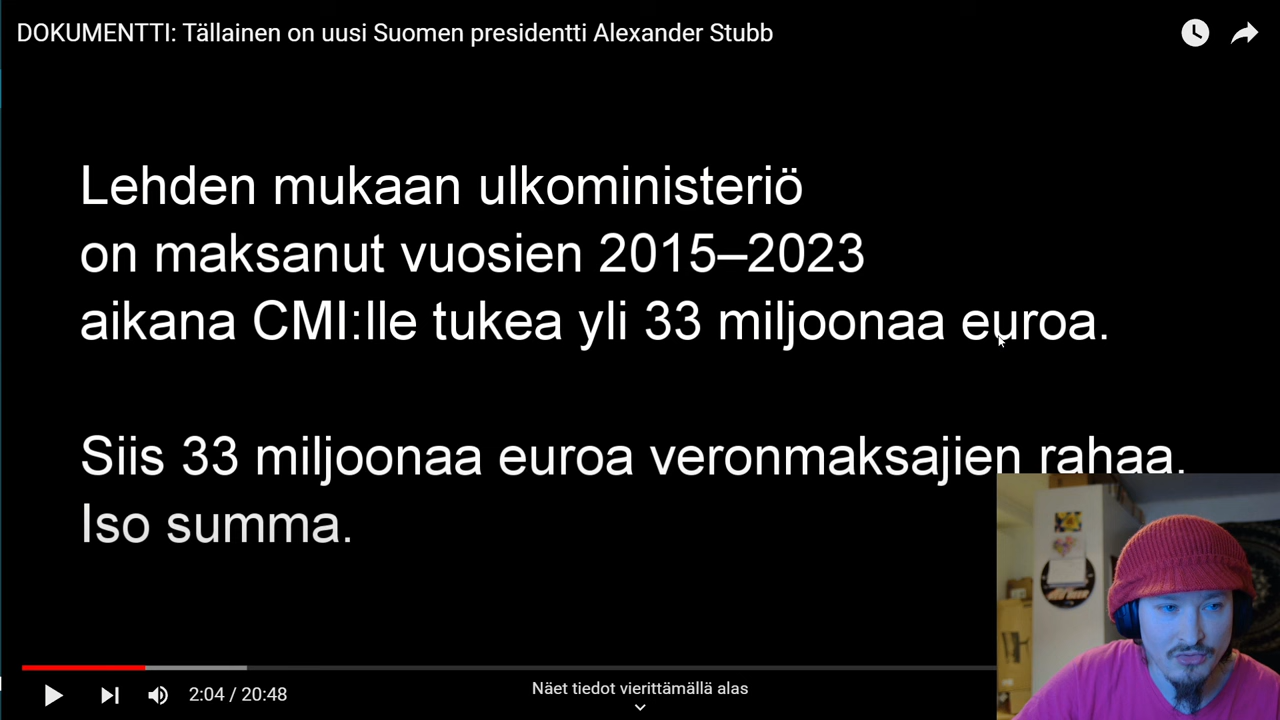 DOKUMENTTI: Tällainen on uusi Suomen presidentti Alexander Stubb
Lehden mukaan ulkoministeriö
on maksanut vuosien 2015–2023
aikana CMI:lle tukea yli 33 miljoonaa euroa.
Siis 33 miljoonaa euroa veronmaksajien rahaa.
Iso summa.
2:04 / 20:48
Näet tiedot vierittämällä alas